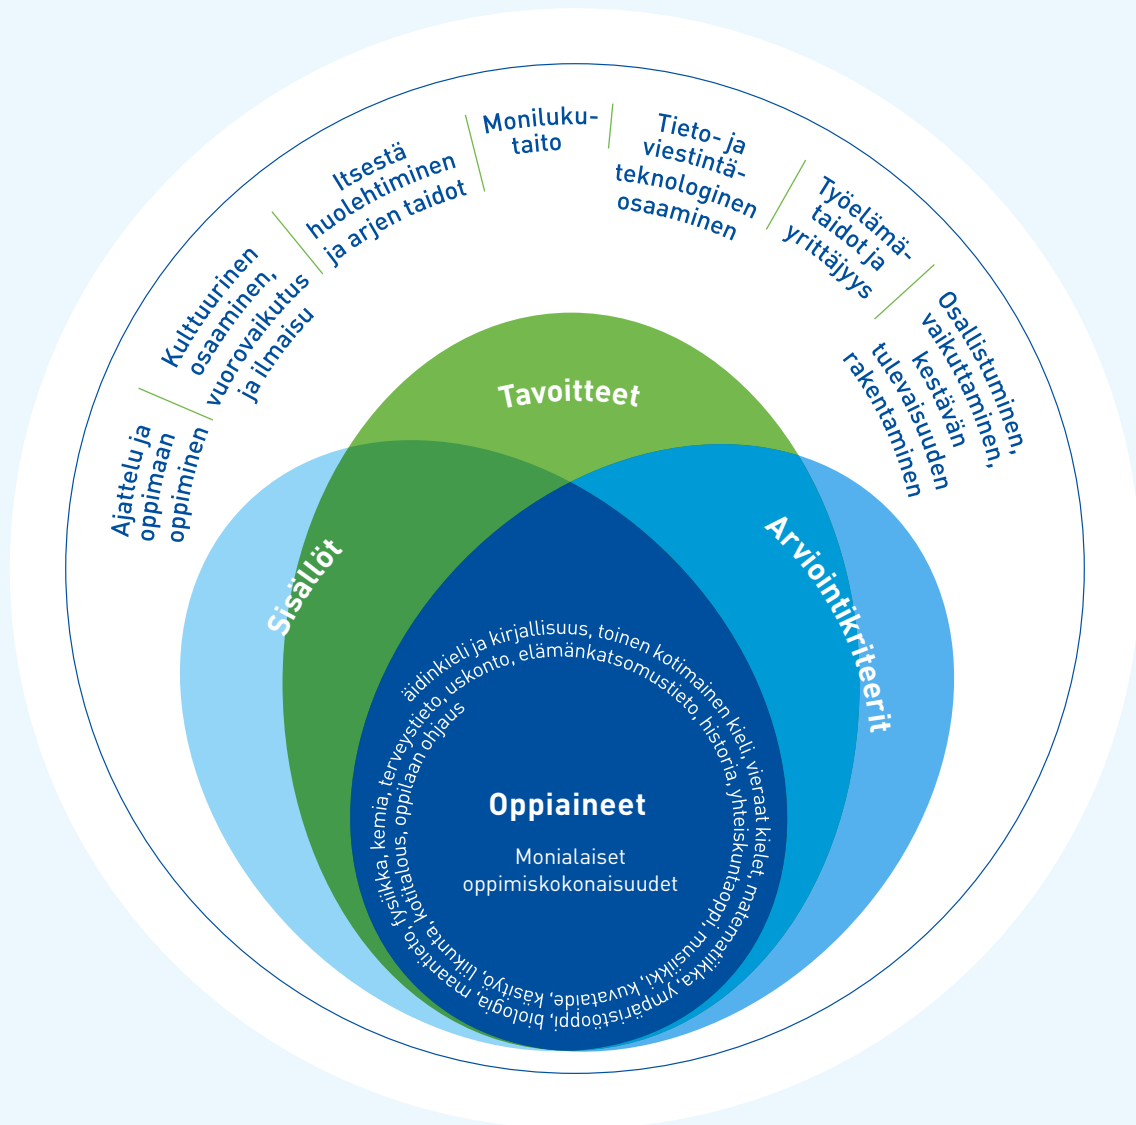 Ajattelu ja
oppimaan
oppiminen
Kulttuurinen
osaaminen,
vuorovaikutus
ja ilmaisu
Itsestä
huolehtiminen
ja arjen taidot
Moniluku-
taito
Tieto- ja
viestintä-
teknologinen
osaaminen
Työelämä-
taidot ja
yrittäjyys
Osallistuminen,
vaikuttaminen,
kestävän
tulevaisuuden
rakentaminen
Tavoitteet
Sisällöt
Arviointikriteerit
äidinkieli ja kirjallisuus, toinen kotimainen kieli, vieraat kielet, matematiikka, ympäristöoppi, biologia, maantieto, fysiikka, kemia, terveystieto, uskonto, elämänkatsomustieto, historia, yhteiskuntaoppi, musiikki, kuvataide, käsityö, liikunta, kotitalous, oppilaan ohjaus
Oppiaineet
Monialaiset
oppimiskokonaisuudet